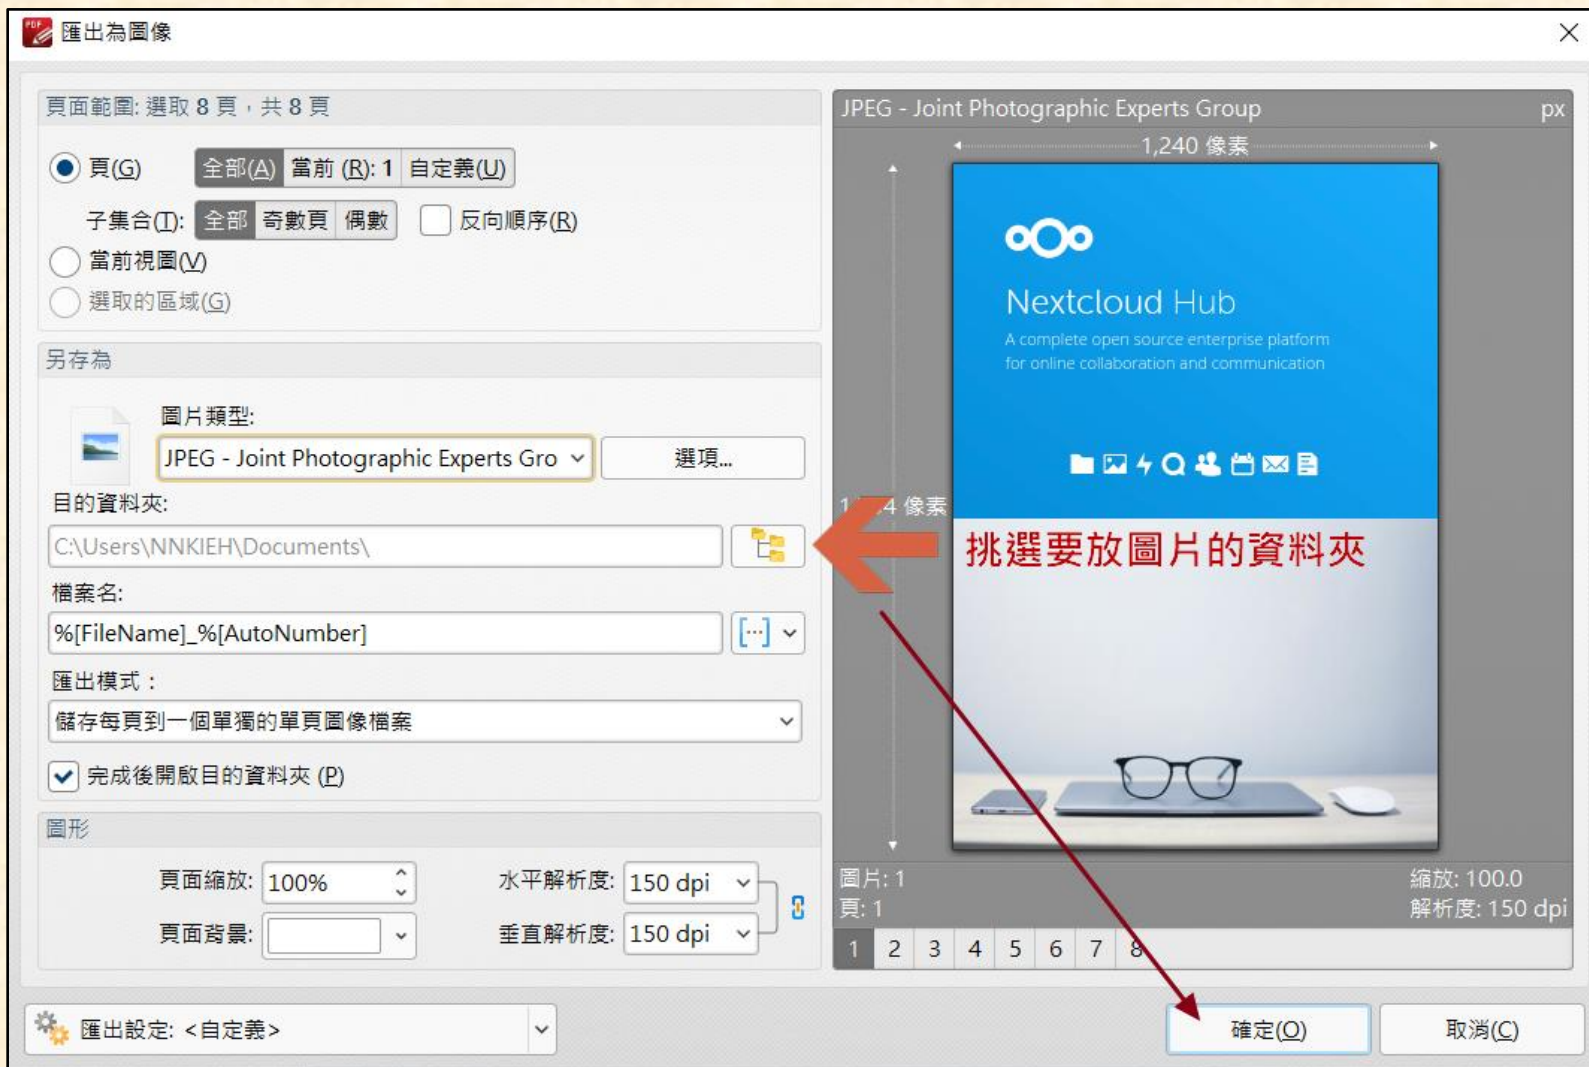 匯出為圖像
頁面範圍: 選取 8 頁，共 8 頁
頁(G) 全部(A) 當前 (R): 1 自定義(U)
子集合(T): 全部 奇數頁 偶數 反向順序(R)
當前視圖(V)
選取的區域(G)
另存為
圖片類型:
JPEG - Joint Photographic Experts Gro 選項...
目的資料夾:
C:\Users\NNKIEH\Documents\
檔案名:
%[FileName]_%[AutoNumber]
匯出模式：
儲存每頁到一個單獨的單頁圖像檔案
完成後開啟目的資料夾 (P)
圖形
頁面縮放: 100% 水平解析度: 150 dpi
頁面背景: 垂直解析度: 150 dpi
匯出設定: <自定義>
JPEG - Joint Photographic Experts Group px
1,240 像素
Nextcloud Hub
A complete open source enterprise platform
for online collaboration and communication
像素
挑選要放圖片的資料夾
圖片: 1 縮放: 100.0
頁: 1 解析度: 150 dpi
1 2 3 4 5 6 7 8
確定(O) 取消(C)